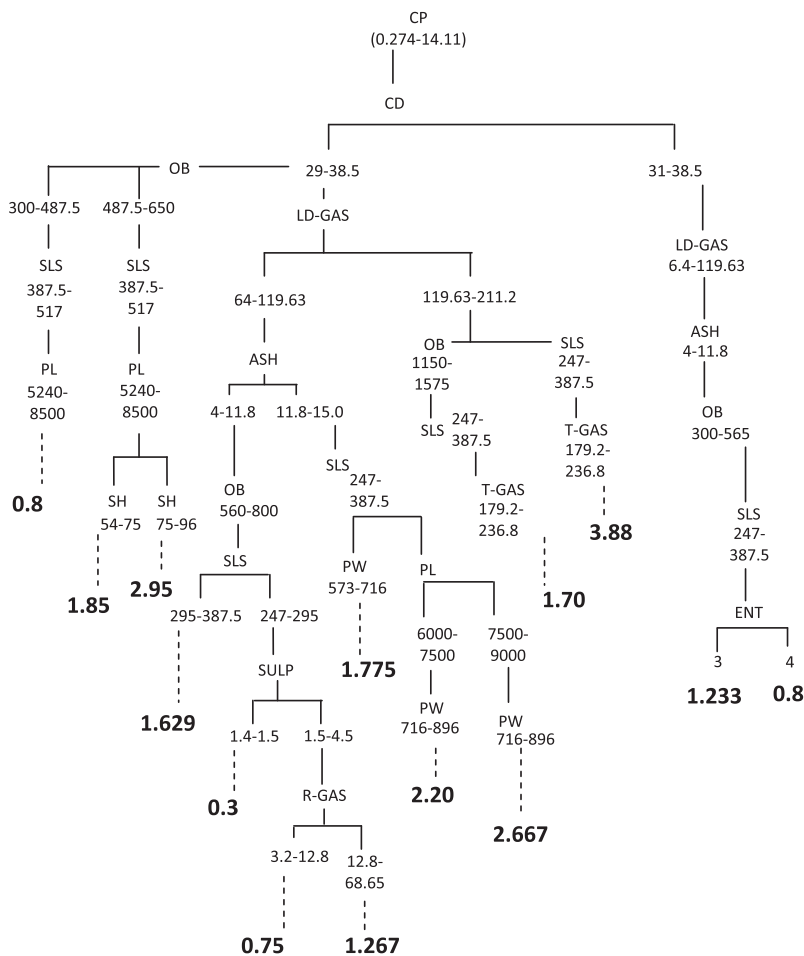 CP
(0.274-14.11)
CD
OB
29-38.5
31-38.5
300-487.5
487.5-650
LD-GAS
SLS
387.5-
517
SLS
387.5-
517
LD-GAS
6.4-119.63
64-119.63
119.63-211.2
PL
5240-
8500
PL
5240-
8500
ASH
OB
1150-
1575
SLS
247-
387.5
ASH
4-11.8
4-11.8
11.8-15.0
SLS
247-
387.5
T-GAS
179.2-
236.8
OB
300-565
0.8
SH
54-75
SH
75-96
OB
560-800
SLS
247-
387.5
T-GAS
179.2-
236.8
3.88
SLS
247-
387.5
1.85
2.95
SLS
PW
573-716
PL
1.70
ENT
295-387.5
247-295
6000-
7500
7500-
9000
3
4
1.629
SULP
1.775
1.233
0.8
1.4-1.5
1.5-4.5
PW
716-896
PW
716-896
0.3
R-GAS
2.20
2.667
3.2-12.8
12.8-
68.65
0.75
1.267